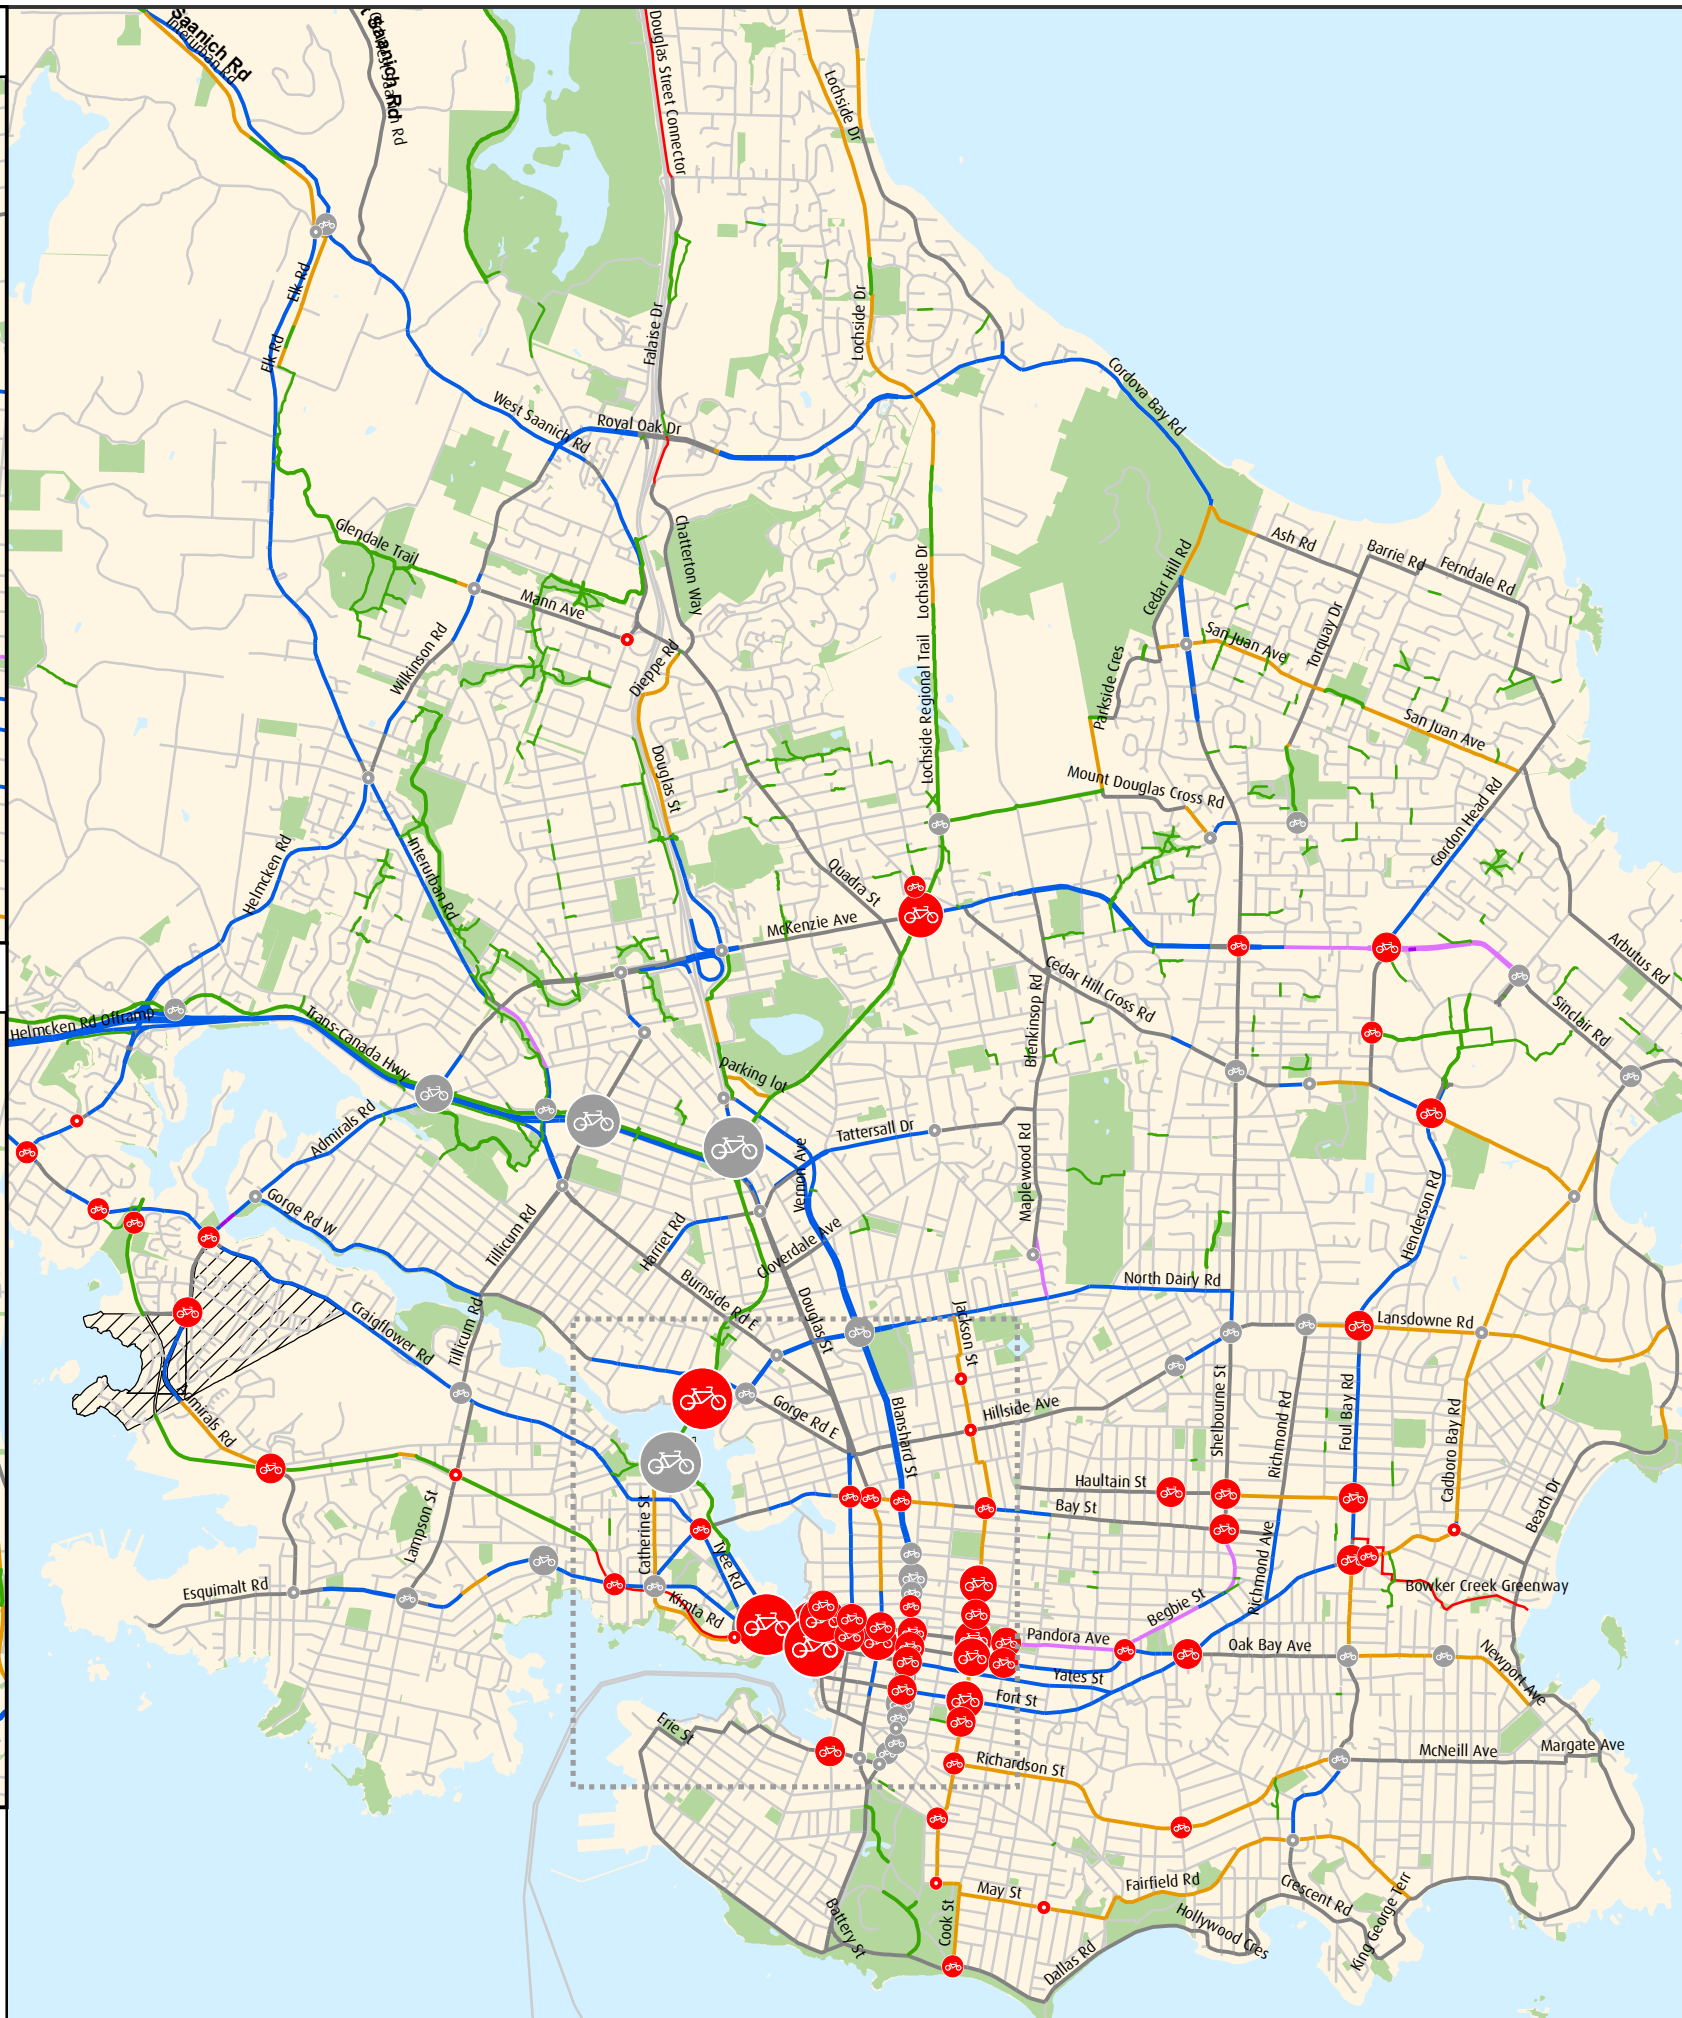 Saanich Rd
Interurban Rd
Saanich Rd
West Saanich Rd
Douglas Street Connector
Lochside Dr
Elk Rd
Elk Rd
Falaise Dr
Lochside Dr
Cordova Bay Rd
West Saanich Rd
Royal Oak Dr
Glendale Trail
Chatterton Way
Mann Ave
Lochside Dr
Ash Rd
Barrie Rd
Ferndale Rd
Cedar Hill Rd
Torquay Dr
San Juan Ave
Wilkinson Rd
Dieppe Rd
Lochside Regional Trail
Parkside Cres
San Juan Ave
Douglas St
Mount Douglas Cross Rd
Gordon Head Rd
Helmcken Rd
Interurban Rd
Quadra St
McKenzie Ave
Arbutus Rd
Cedar Hill Cross Rd
Blenkinsop Rd
Sinclair Rd
Helmcken Rd Offramp
Trans-Canada Hwy
parking lot
Admirals Rd
Tattersall Dr
Vernon Ave
Maplewood Rd
Gorge Rd W
Tillicum Rd
Harriet Rd
Cloverdale Ave
Henderson Rd
Burnside Rd E
North Dairy Rd
Craigflower Rd
Tillicum Rd
Douglas St
Jackson St
Lansdowne Rd
Admirals Rd
Gorge Rd E
Blanshard St
Hillside Ave
Shelbourne St
Richmond Rd
Foul Bay Rd
Cadboro Bay Rd
Haultain St
Bay St
Beach Dr
Lampson St
Catherine St
Tyee Rd
Richmond Ave
Esquimalt Rd
Kimta Rd
Begbie St
Bowker Creek Greenway
Pandora Ave
Oak Bay Ave
Yates St
Fort St
Newport Ave
Erie St
Richardson St
McNeill Ave
Margate Ave
May St
Fairfield Rd
Cook St
Battery St
Crescent Rd
Hollywood Cres
King George Terr
Dallas Rd